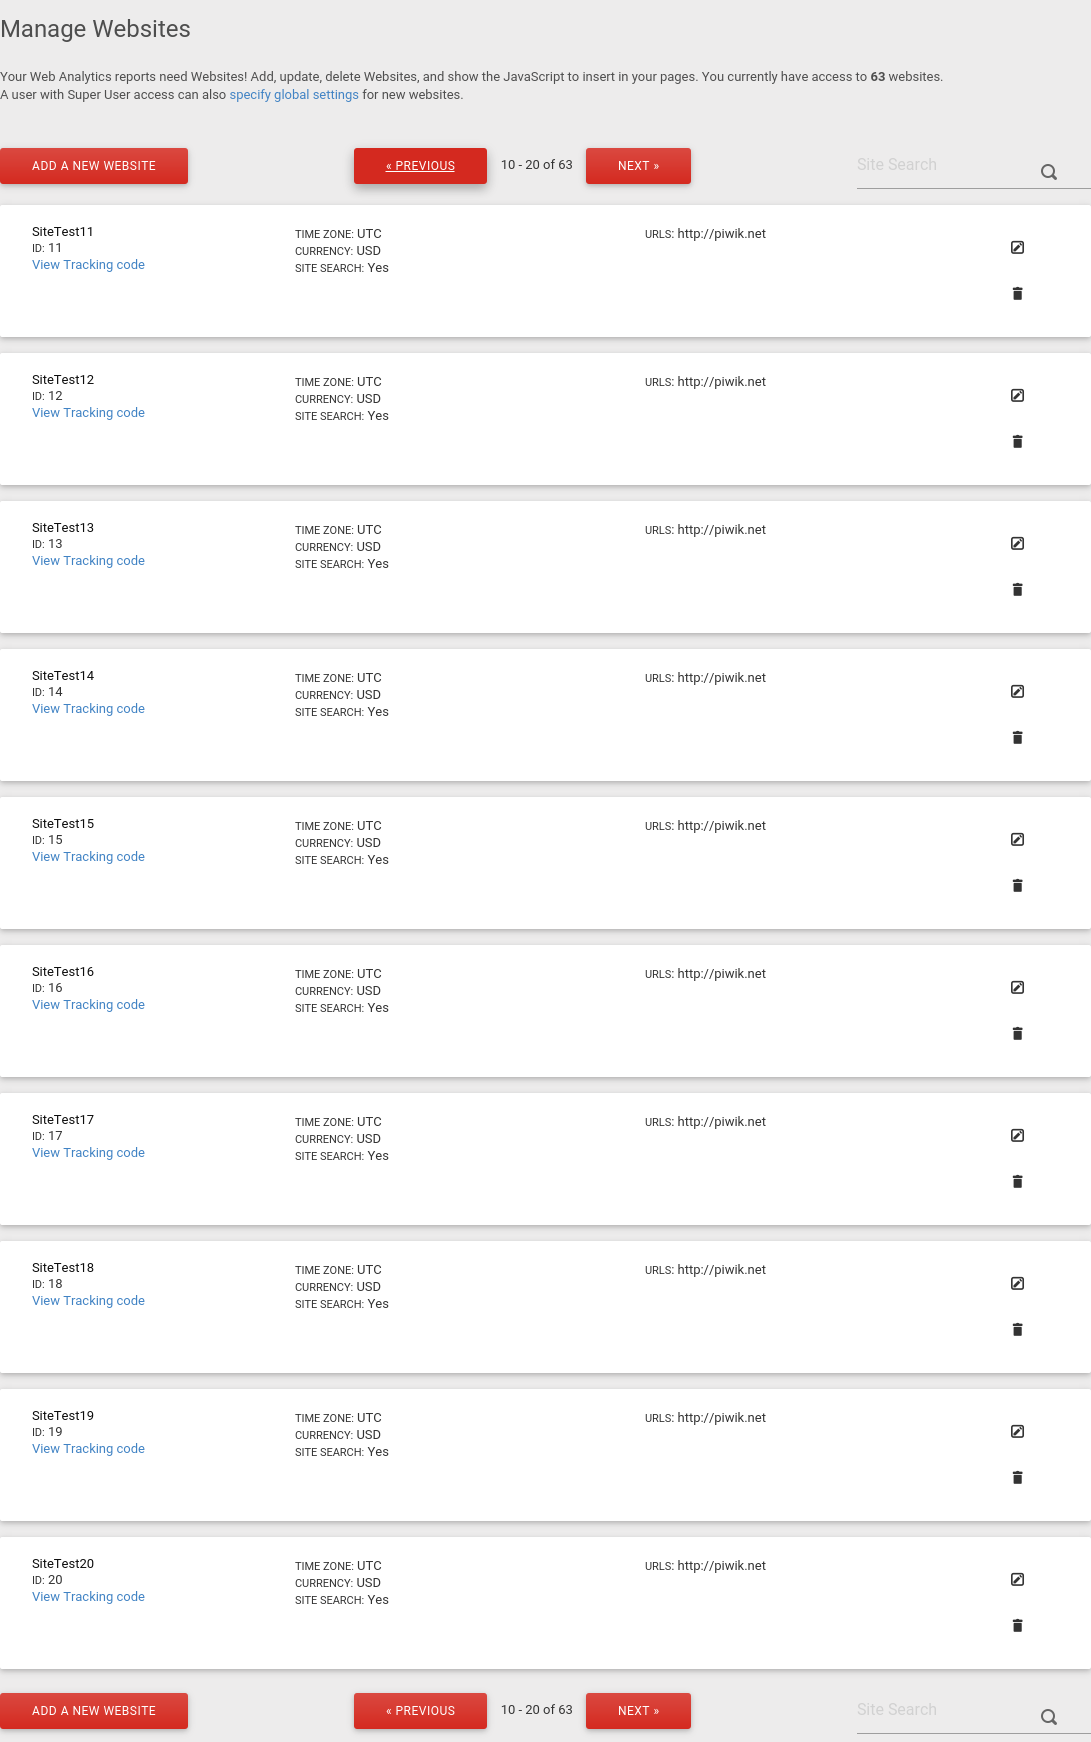 Manage Websites
Your Web Analytics reports need Websites! Add, update, delete Websites, and show the JavaScript to insert in your pages. You currently have access to 63 websites.
A user with Super User access can also specify global settings for new websites.
ADD A NEW WEBSITE
« PREVIOUS
10 - 20 of 63
NEXT »
Site Search
SiteTest11
ID: 11
View Tracking code
TIME ZONE: UTC
CURRENCY: USD
SITE SEARCH: Yes
URLS: http://piwik.net
SiteTest12
ID: 12
View Tracking code
TIME ZONE: UTC
CURRENCY: USD
SITE SEARCH: Yes
URLS: http://piwik.net
SiteTest13
ID: 13
View Tracking code
TIME ZONE: UTC
CURRENCY: USD
SITE SEARCH: Yes
URLS: http://piwik.net
SiteTest14
ID: 14
View Tracking code
TIME ZONE: UTC
CURRENCY: USD
SITE SEARCH: Yes
URLS: http://piwik.net
SiteTest15
ID: 15
View Tracking code
TIME ZONE: UTC
CURRENCY: USD
SITE SEARCH: Yes
URLS: http://piwik.net
SiteTest16
ID: 16
View Tracking code
TIME ZONE: UTC
CURRENCY: USD
SITE SEARCH: Yes
URLS: http://piwik.net
SiteTest17
ID: 17
View Tracking code
TIME ZONE: UTC
CURRENCY: USD
SITE SEARCH: Yes
URLS: http://piwik.net
SiteTest18
ID: 18
View Tracking code
TIME ZONE: UTC
CURRENCY: USD
SITE SEARCH: Yes
URLS: http://piwik.net
SiteTest19
ID: 19
View Tracking code
TIME ZONE: UTC
CURRENCY: USD
SITE SEARCH: Yes
URLS: http://piwik.net
SiteTest20
ID: 20
View Tracking code
TIME ZONE: UTC
CURRENCY: USD
SITE SEARCH: Yes
URLS: http://piwik.net
ADD A NEW WEBSITE
« PREVIOUS
10 - 20 of 63
NEXT »
Site Search